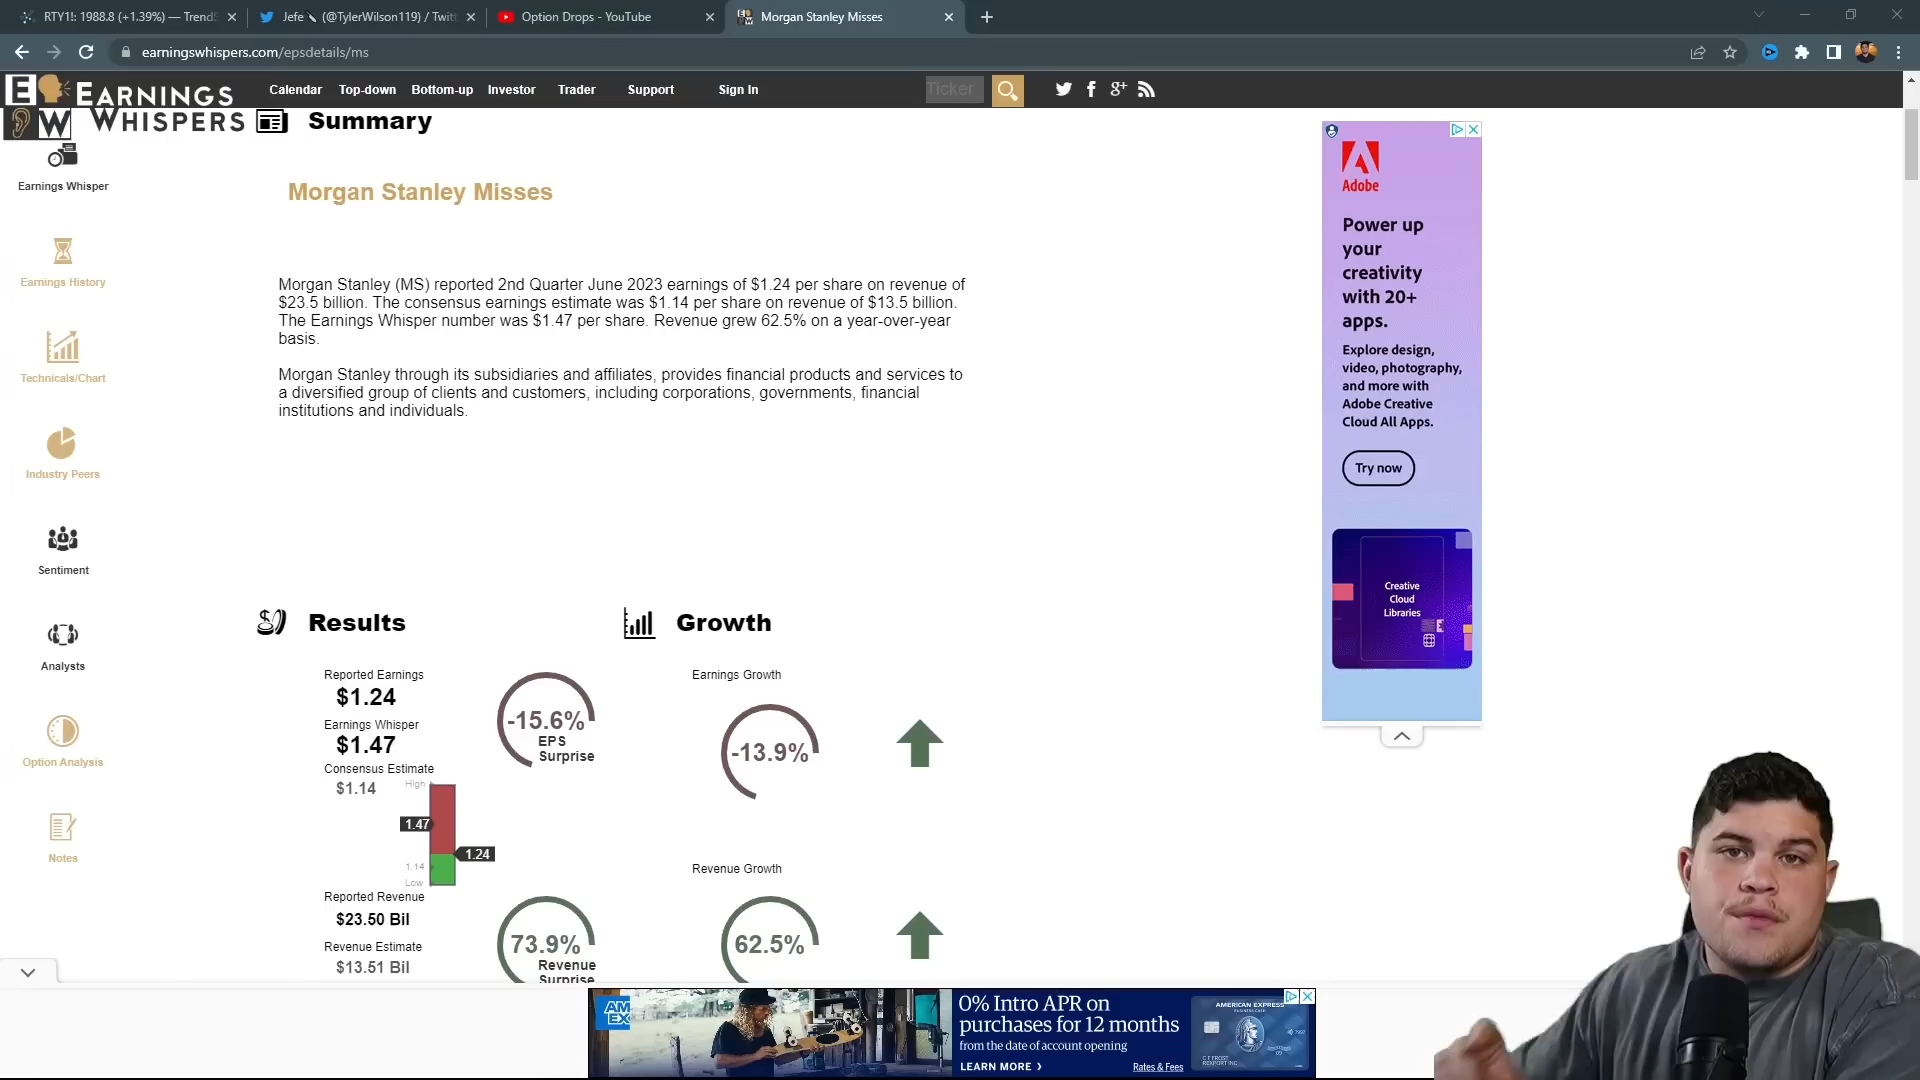 RTY1!: 1988.8 (+1.39%) — TrendS
Jefe (@TylerWilson119) / Twitt
Option Drops - YouTube
Morgan Stanley Misses
earningswhispers.com/epsdetails/ms
E EARNINGS
W WHISPERS
Calendar Top-down Bottom-up Investor Trader Support Sign In
Ticker
Summary
Earnings Whisper
Earnings History
Technicals/Chart
Industry Peers
Sentiment
Analysts
Option Analysis
Notes
Morgan Stanley Misses
Morgan Stanley (MS) reported 2nd Quarter June 2023 earnings of $1.24 per share on revenue of
$23.5 billion. The consensus earnings estimate was $1.14 per share on revenue of $13.5 billion.
The Earnings Whisper number was $1.47 per share. Revenue grew 62.5% on a year-over-year
basis.
Morgan Stanley through its subsidiaries and affiliates, provides financial products and services to
a diversified group of clients and customers, including corporations, governments, financial
institutions and individuals.
Results
Reported Earnings
$1.24
Earnings Whisper
$1.47
Consensus Estimate
$1.14
High
1.47
1.24
1.14
Low
-15.6%
EPS
Surprise
Reported Revenue
$23.50 Bil
Revenue Estimate
$13.51 Bil
73.9%
Revenue
Surprise
Growth
Earnings Growth
-13.9%
Revenue Growth
62.5%
Adobe
Power up
your
creativity
with 20+
apps.
Explore design,
video, photography,
and more with
Adobe Creative
Cloud All Apps.
Try now
Creative
Cloud
Libraries
AM
EX
0% Intro APR on
purchases for 12 months
from the date of account opening
LEARN MORE
Rates & Fees
AMERICAN EXPRESS
BUSINESS CARD
C F FROST